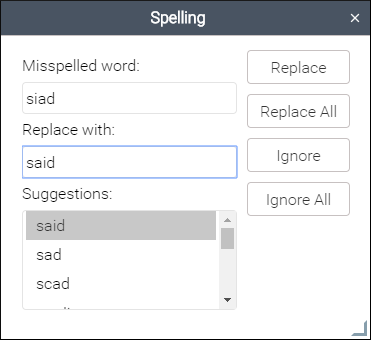 Spelling
Misspelled word:
siad
Replace with:
said
Suggestions:
said
sad
scad
Replace
Replace All
Ignore
Ignore All